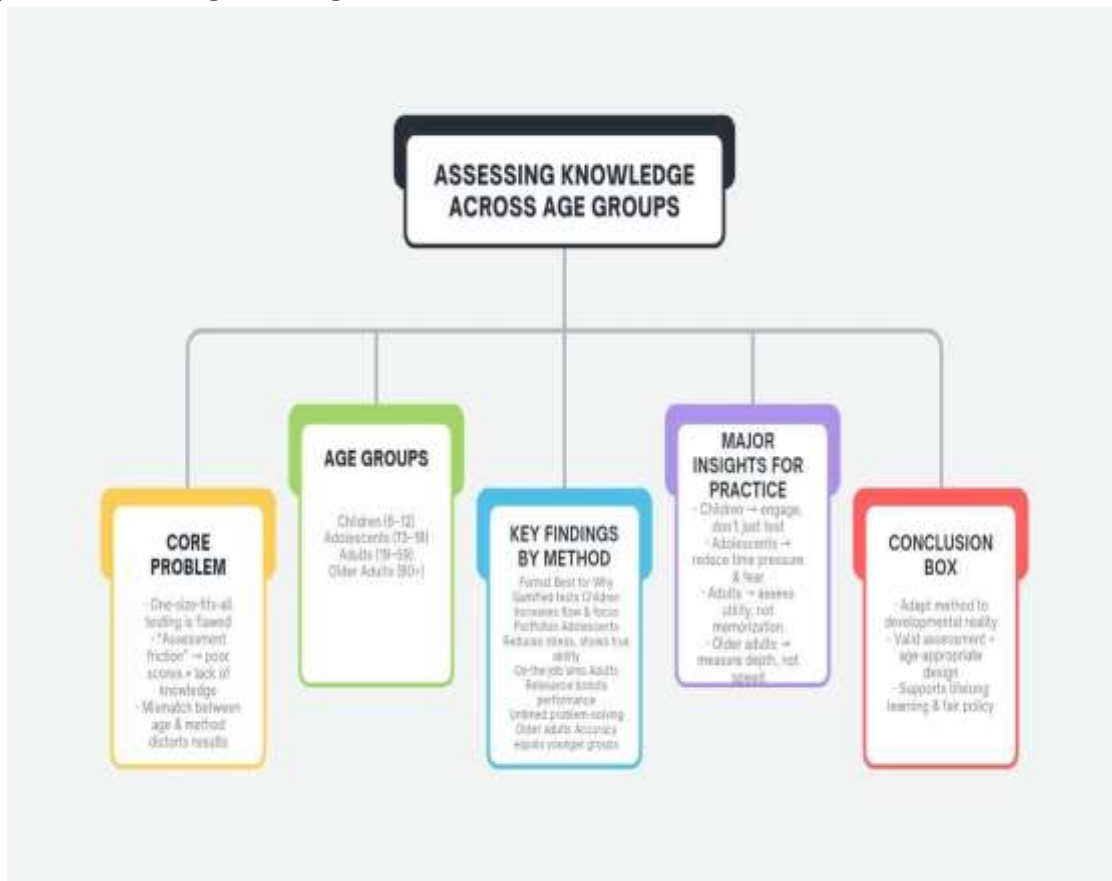 ASSESSING KNOWLEDGE
ACROSS AGE GROUPS
CORE
PROBLEM
- One-size-fits-all
testing is flawed
- "Assessment
friction" → poor
scores ≠ lack of
knowledge
- Mismatch between
age & method
distorts results
AGE GROUPS
Children (6–12)
Adolescents (13–18)
Adults (19–59)
Older Adults (60+)
KEY FINDINGS
BY METHOD
Format Best for Why
Gamified tests Children
Increases flow & focus
Portfolios Adolescents
Reduces stress, shows true
ability
On-the-job sims Adults
Relevance boosts
performance
Untimed problem-solving
Older adults Accuracy
equals younger groups
MAJOR
INSIGHTS FOR
PRACTICE
- Children → engage,
don't just test
- Adolescents →
reduce time pressure
& fear
- Adults → assess
utility, not
memorization
- Older adults →
measure depth, not
speed
CONCLUSION
BOX
- Adapt method to
developmental reality
- Valid assessment =
age-appropriate
design
- Supports lifelong
learning & fair policy